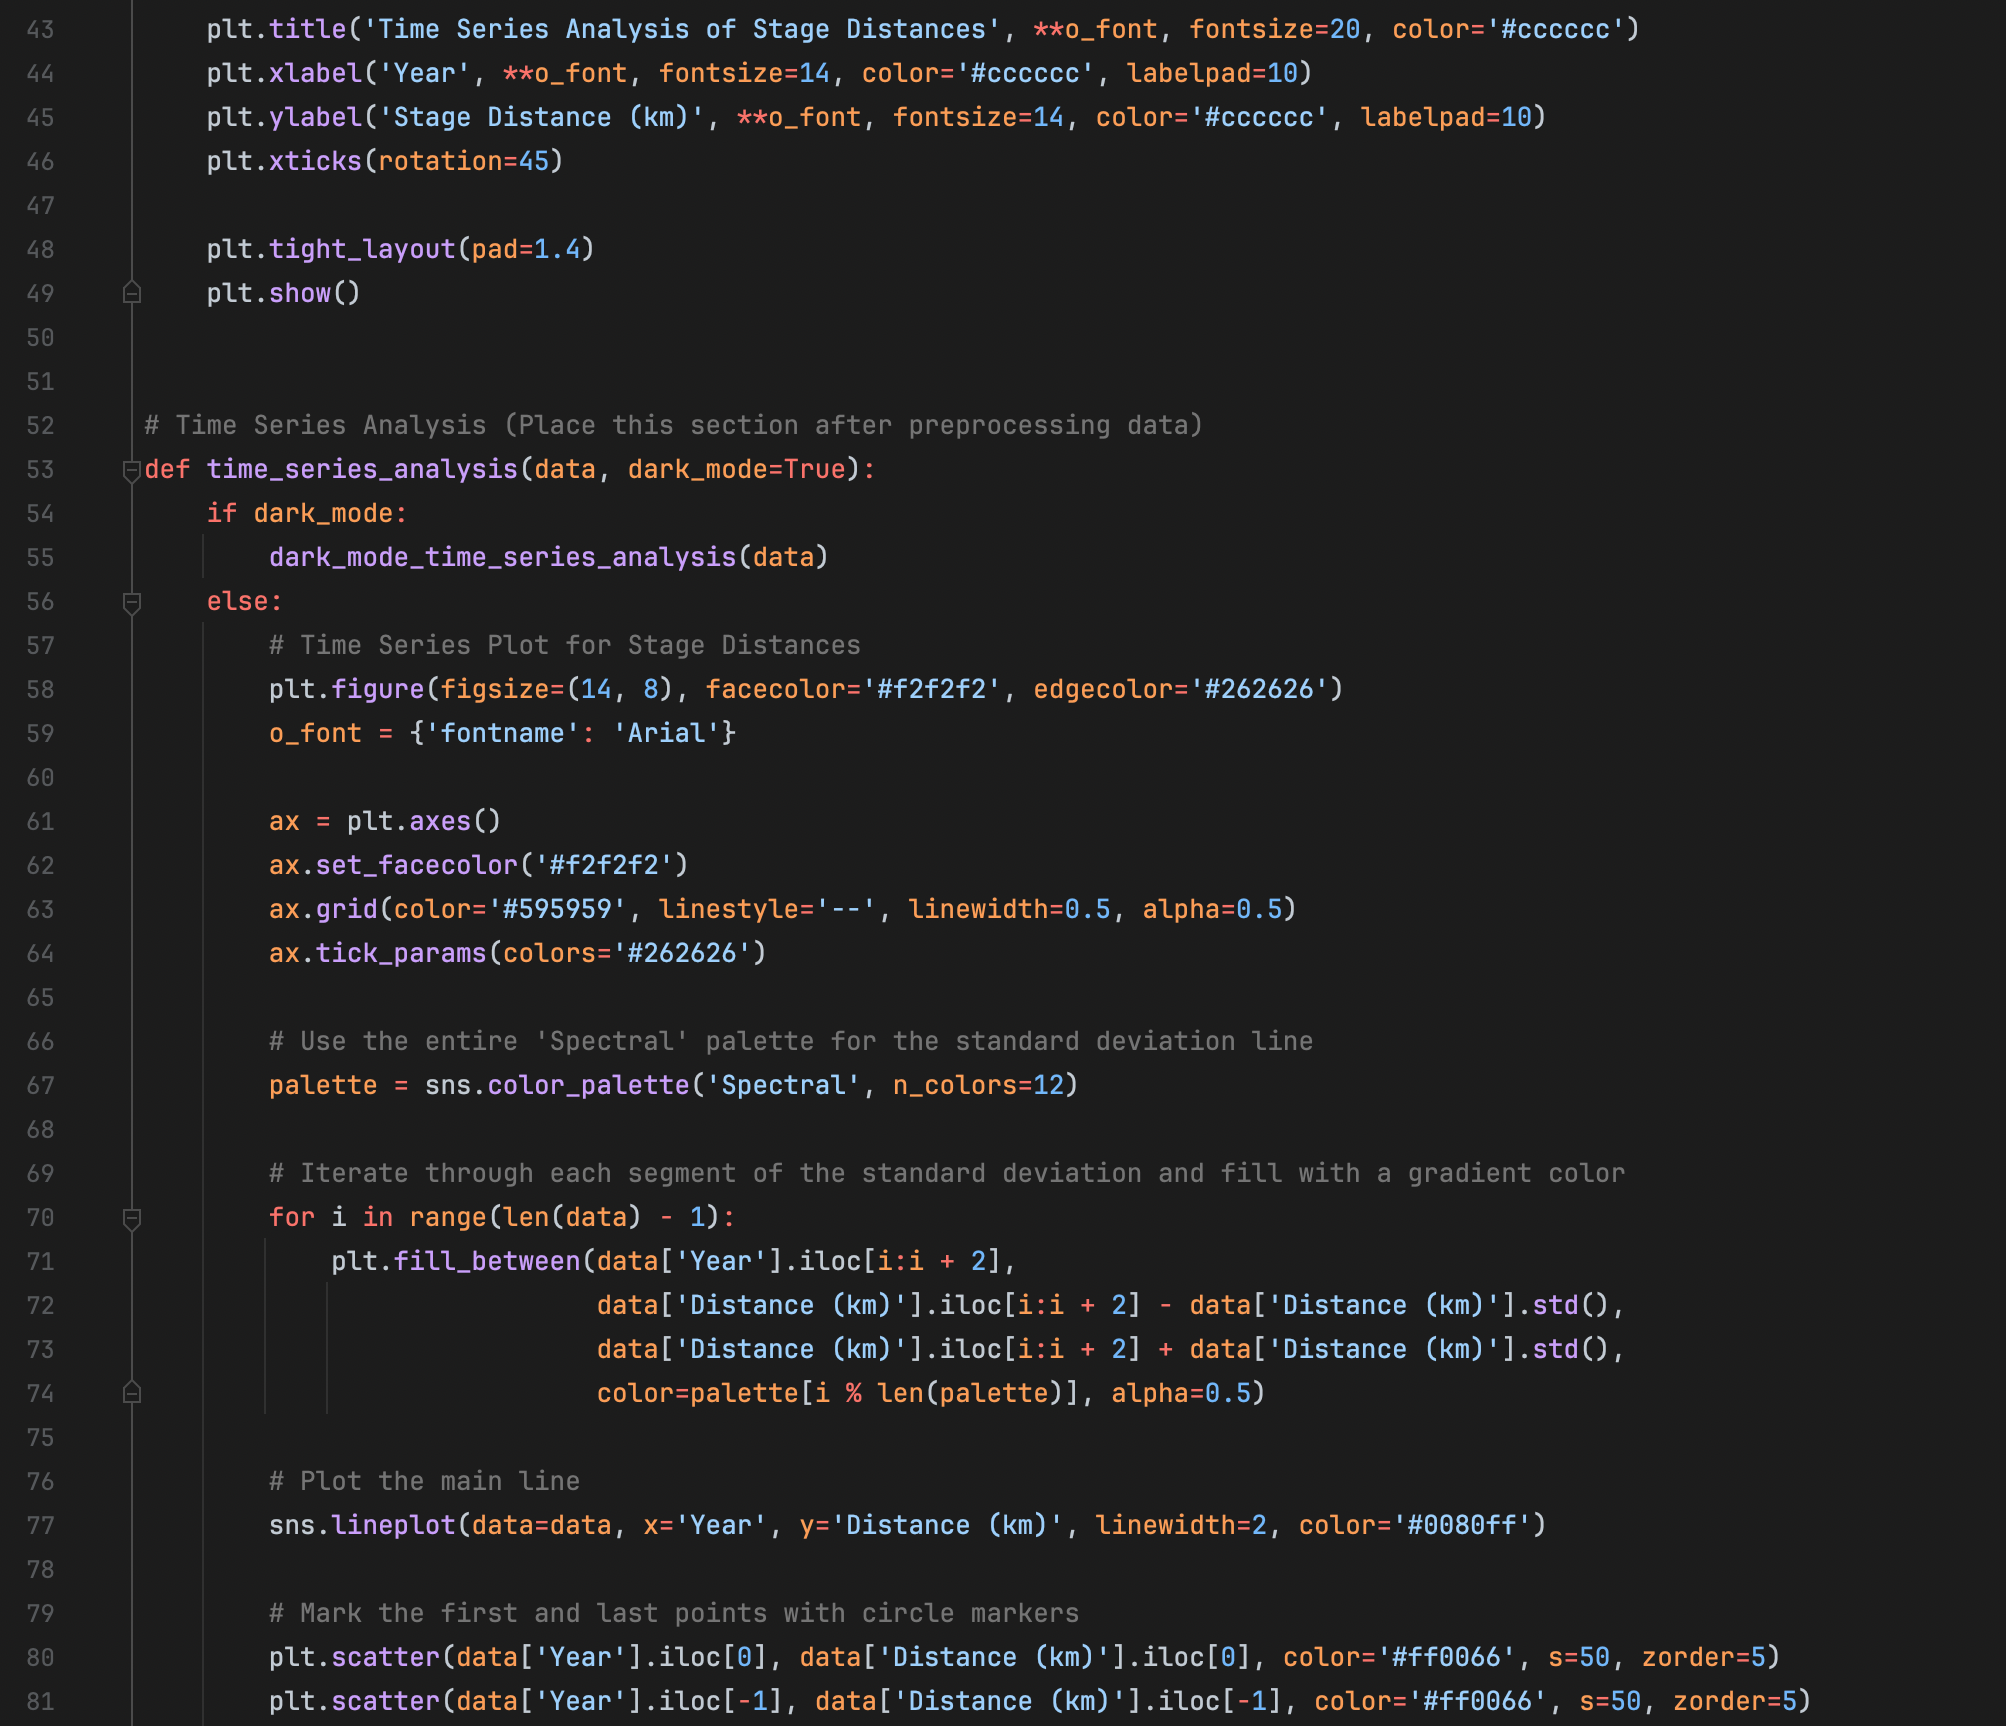 43 plt.title('Time Series Analysis of Stage Distances', **o_font, fontsize=20, color='#cccccc')
44 plt.xlabel('Year', **o_font, fontsize=14, color='#cccccc', labelpad=10)
45 plt.ylabel('Stage Distance (km)', **o_font, fontsize=14, color='#cccccc', labelpad=10)
46 plt.xticks(rotation=45)
47
48 plt.tight_layout(pad=1.4)
49 plt.show()
50
51
52 # Time Series Analysis (Place this section after preprocessing data)
53 def time_series_analysis(data, dark_mode=True):
54 if dark_mode:
55 dark_mode_time_series_analysis(data)
56 else:
57 # Time Series Plot for Stage Distances
58 plt.figure(figsize=(14, 8), facecolor='#f2f2f2', edgecolor='#262626')
59 o_font = {'fontname': 'Arial'}
60
61 ax = plt.axes()
62 ax.set_facecolor('#f2f2f2')
63 ax.grid(color='#595959', linestyle='--', linewidth=0.5, alpha=0.5)
64 ax.tick_params(colors='#262626')
65
66 # Use the entire 'Spectral' palette for the standard deviation line
67 palette = sns.color_palette('Spectral', n_colors=12)
68
69 # Iterate through each segment of the standard deviation and fill with a gradient color
70 for i in range(len(data) - 1):
71 plt.fill_between(data['Year'].iloc[i:i + 2],
72 data['Distance (km)'].iloc[i:i + 2] - data['Distance (km)'].std(),
73 data['Distance (km)'].iloc[i:i + 2] + data['Distance (km)'].std(),
74 color=palette[i % len(palette)], alpha=0.5)
75
76 # Plot the main line
77 sns.lineplot(data=data, x='Year', y='Distance (km)', linewidth=2, color='#0080ff')
78
79 # Mark the first and last points with circle markers
80 plt.scatter(data['Year'].iloc[0], data['Distance (km)'].iloc[0], color='#ff0066', s=50, zorder=5)
81 plt.scatter(data['Year'].iloc[-1], data['Distance (km)'].iloc[-1], color='#ff0066', s=50, zorder=5)